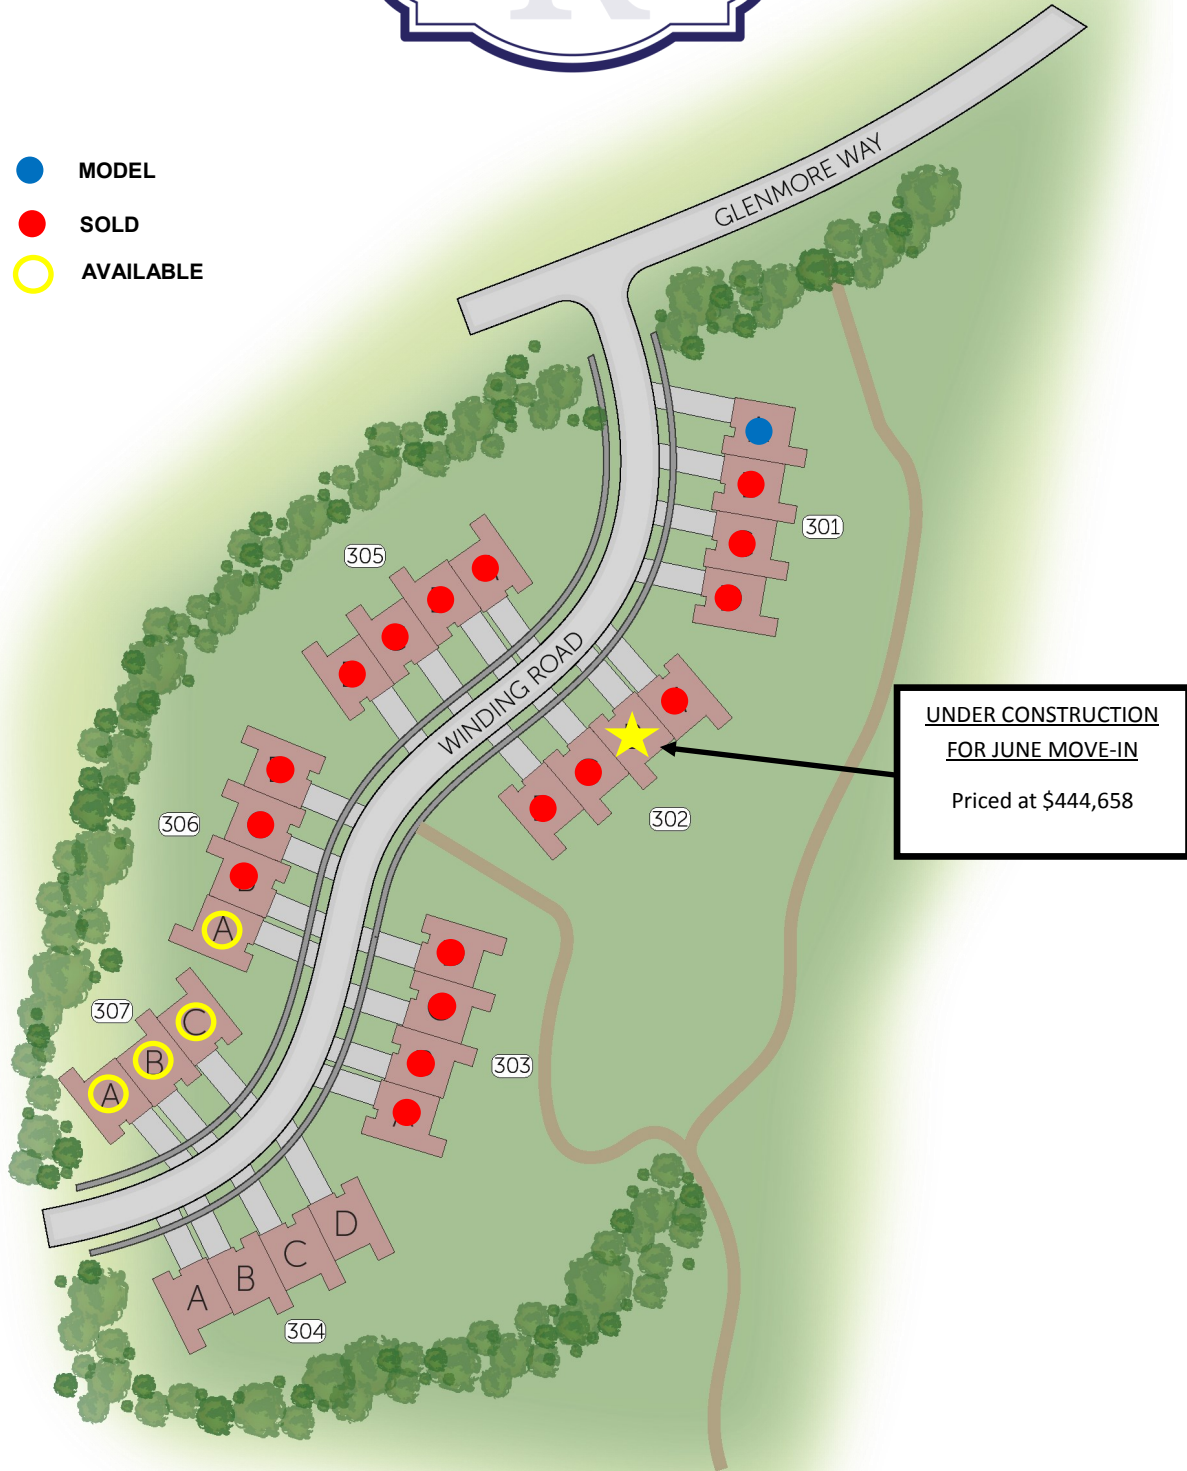 MODEL
SOLD
AVAILABLE
GLENMORE WAY
301
305
WINDING ROAD
UNDER CONSTRUCTION
FOR JUNE MOVE-IN
Priced at $444,658
302
306
A
307
C
B
A
303
D
C
B
A
304